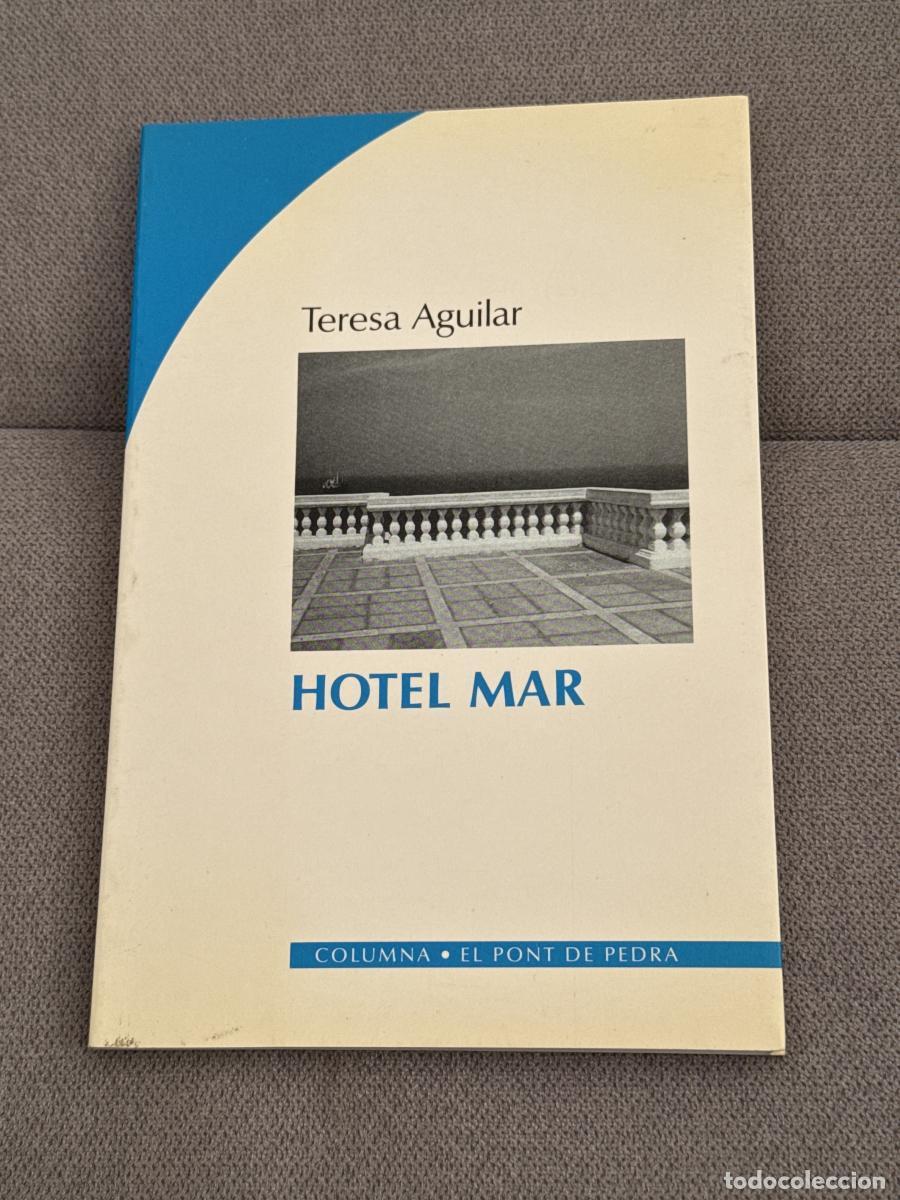 Teresa Aguilar
HOTEL MAR
COLUMNA • EL PONT DE PEDRA
todocoleccion